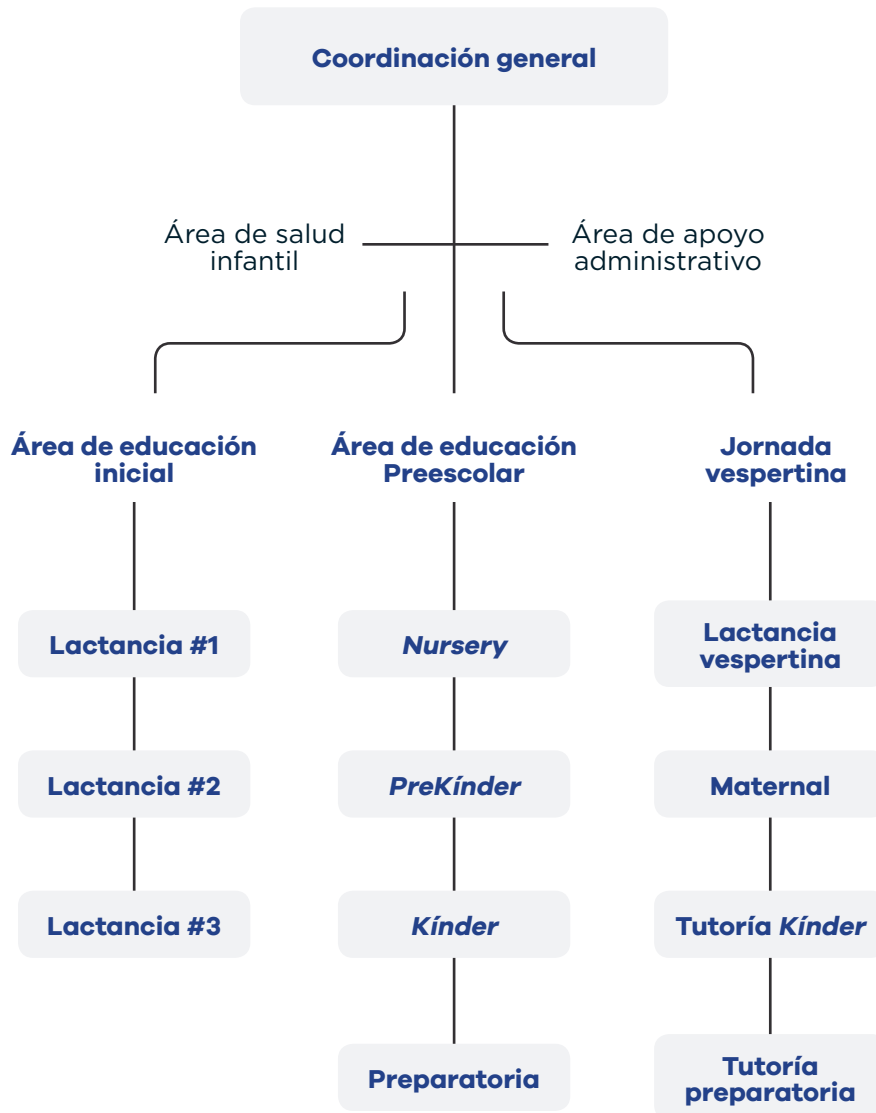 Coordinación general
Área de salud
infantil
Área de apoyo
administrativo
Área de educación
inicial
Área de educación
Preescolar
Jornada
vespertina
Lactancia #1
Nursery
Lactancia
vespertina
Lactancia #2
PreKínder
Maternal
Lactancia #3
Kínder
Tutoría Kínder
Preparatoria
Tutoría
preparatoria